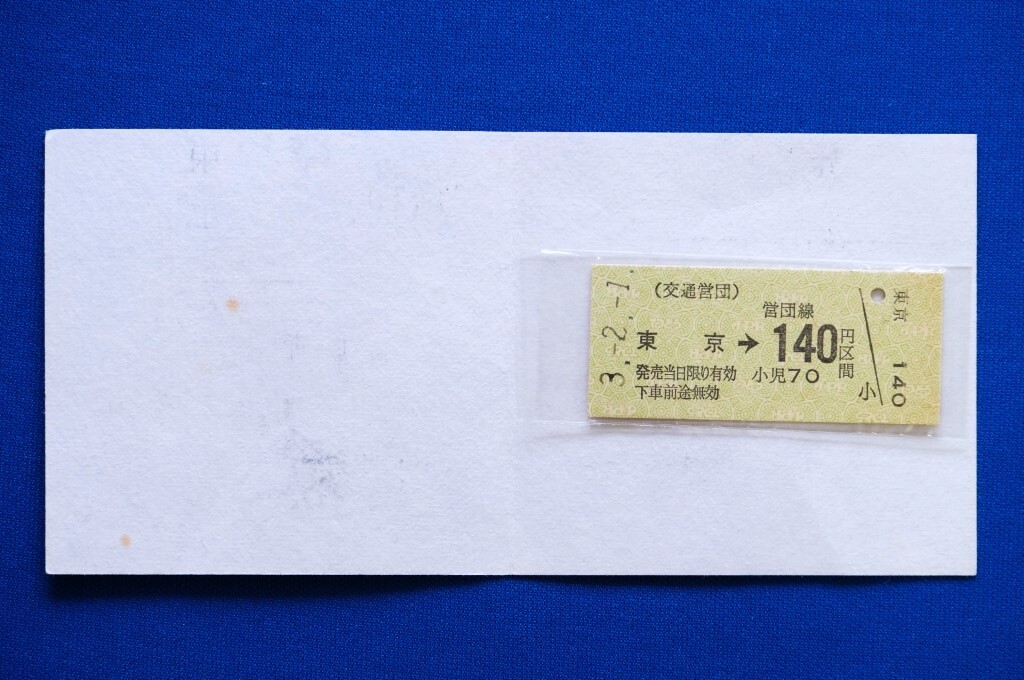 3.-2.-1.
（交通営団）
営団線
東京➔140円区間
発売当日限り有効 小児70
下車前途無効
小
東京
140